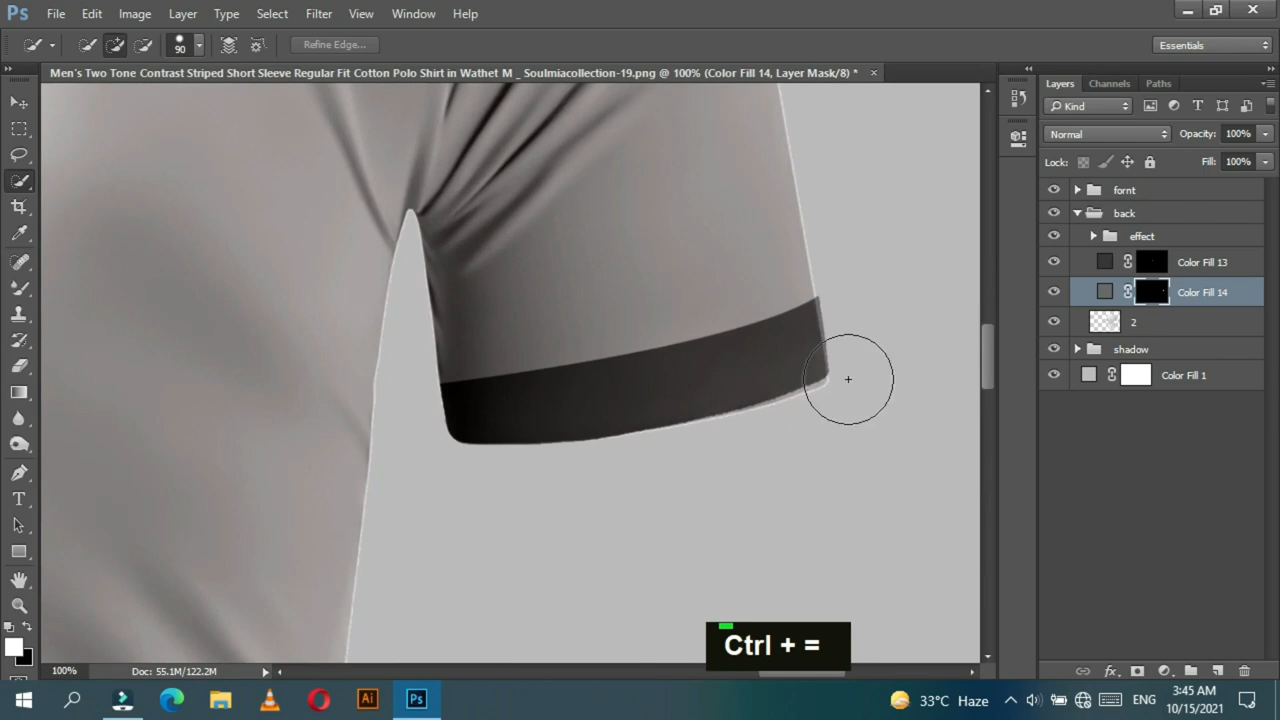 Ps File Edit Image Layer Type Select Filter View Window Help
90 Refine Edge... Essentials
Men's Two Tone Contrast Striped Short Sleeve Regular Fit Cotton Polo Shirt in Wathet M _ Soulmiacollection-19.png @ 100% (Color Fill 14, Layer Mask/8) *
Layers Channels Paths
Kind
Normal Opacity: 100%
Lock: Fill: 100%
fornt
back
effect
Color Fill 13
Color Fill 14
2
shadow
Color Fill 1
Ctrl + =
100% Doc: 55.1M/122.2M
Ai Ps 33°C Haze ENG 3:45 AM
10/15/2021